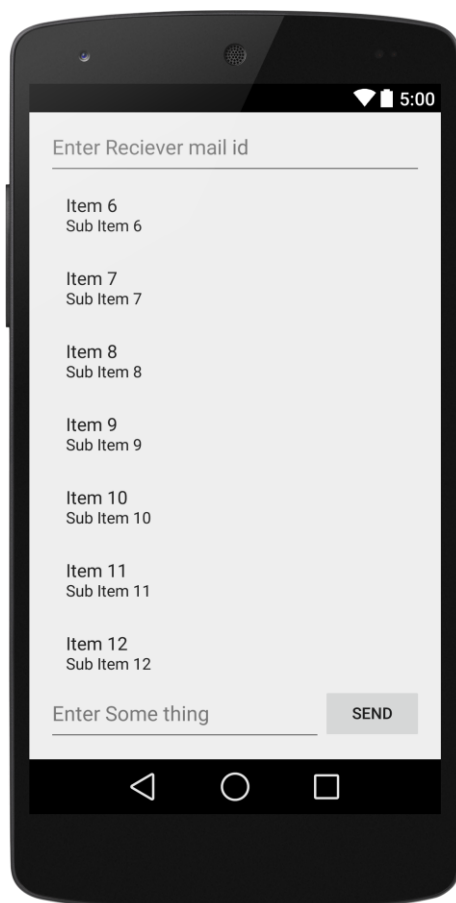 5:00
Enter Reciever mail id
Item 6
Sub Item 6
Item 7
Sub Item 7
Item 8
Sub Item 8
Item 9
Sub Item 9
Item 10
Sub Item 10
Item 11
Sub Item 11
Item 12
Sub Item 12
Enter Some thing
SEND